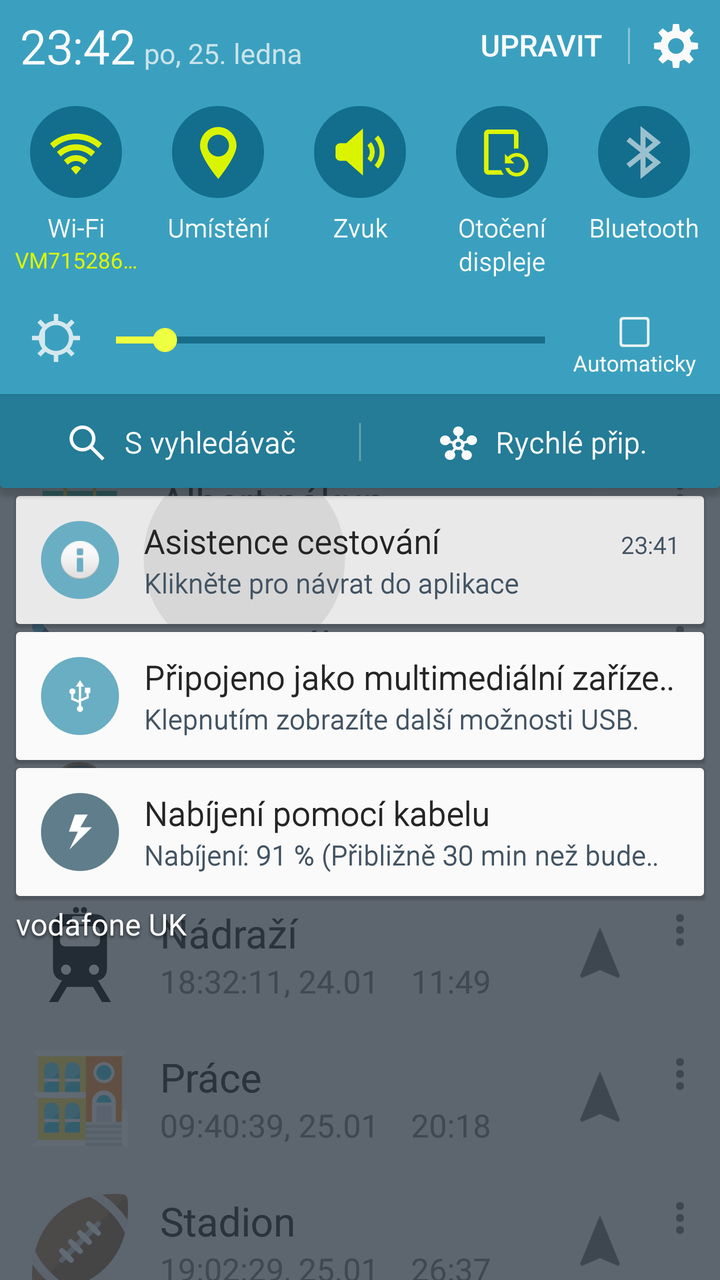 23:42 po, 25. ledna
UPRAVIT
Wi-Fi
VM715286…
Umístění
Zvuk
Otočení
displeje
Bluetooth
Automaticky
S vyhledávač
Rychlé přip.
Asistence cestování
23:41
Klikněte pro návrat do aplikace
Připojeno jako multimediální zaříze..
Klepnutím zobrazíte další možnosti USB.
Nabíjení pomocí kabelu
Nabíjení: 91 % (Přibližně 30 min než bude..
vodafone UK
Nádraží
18:32:11, 24.01 11:49
Práce
09:40:39, 25.01 20:18
Stadion
19:02:29, 25.01 26:37